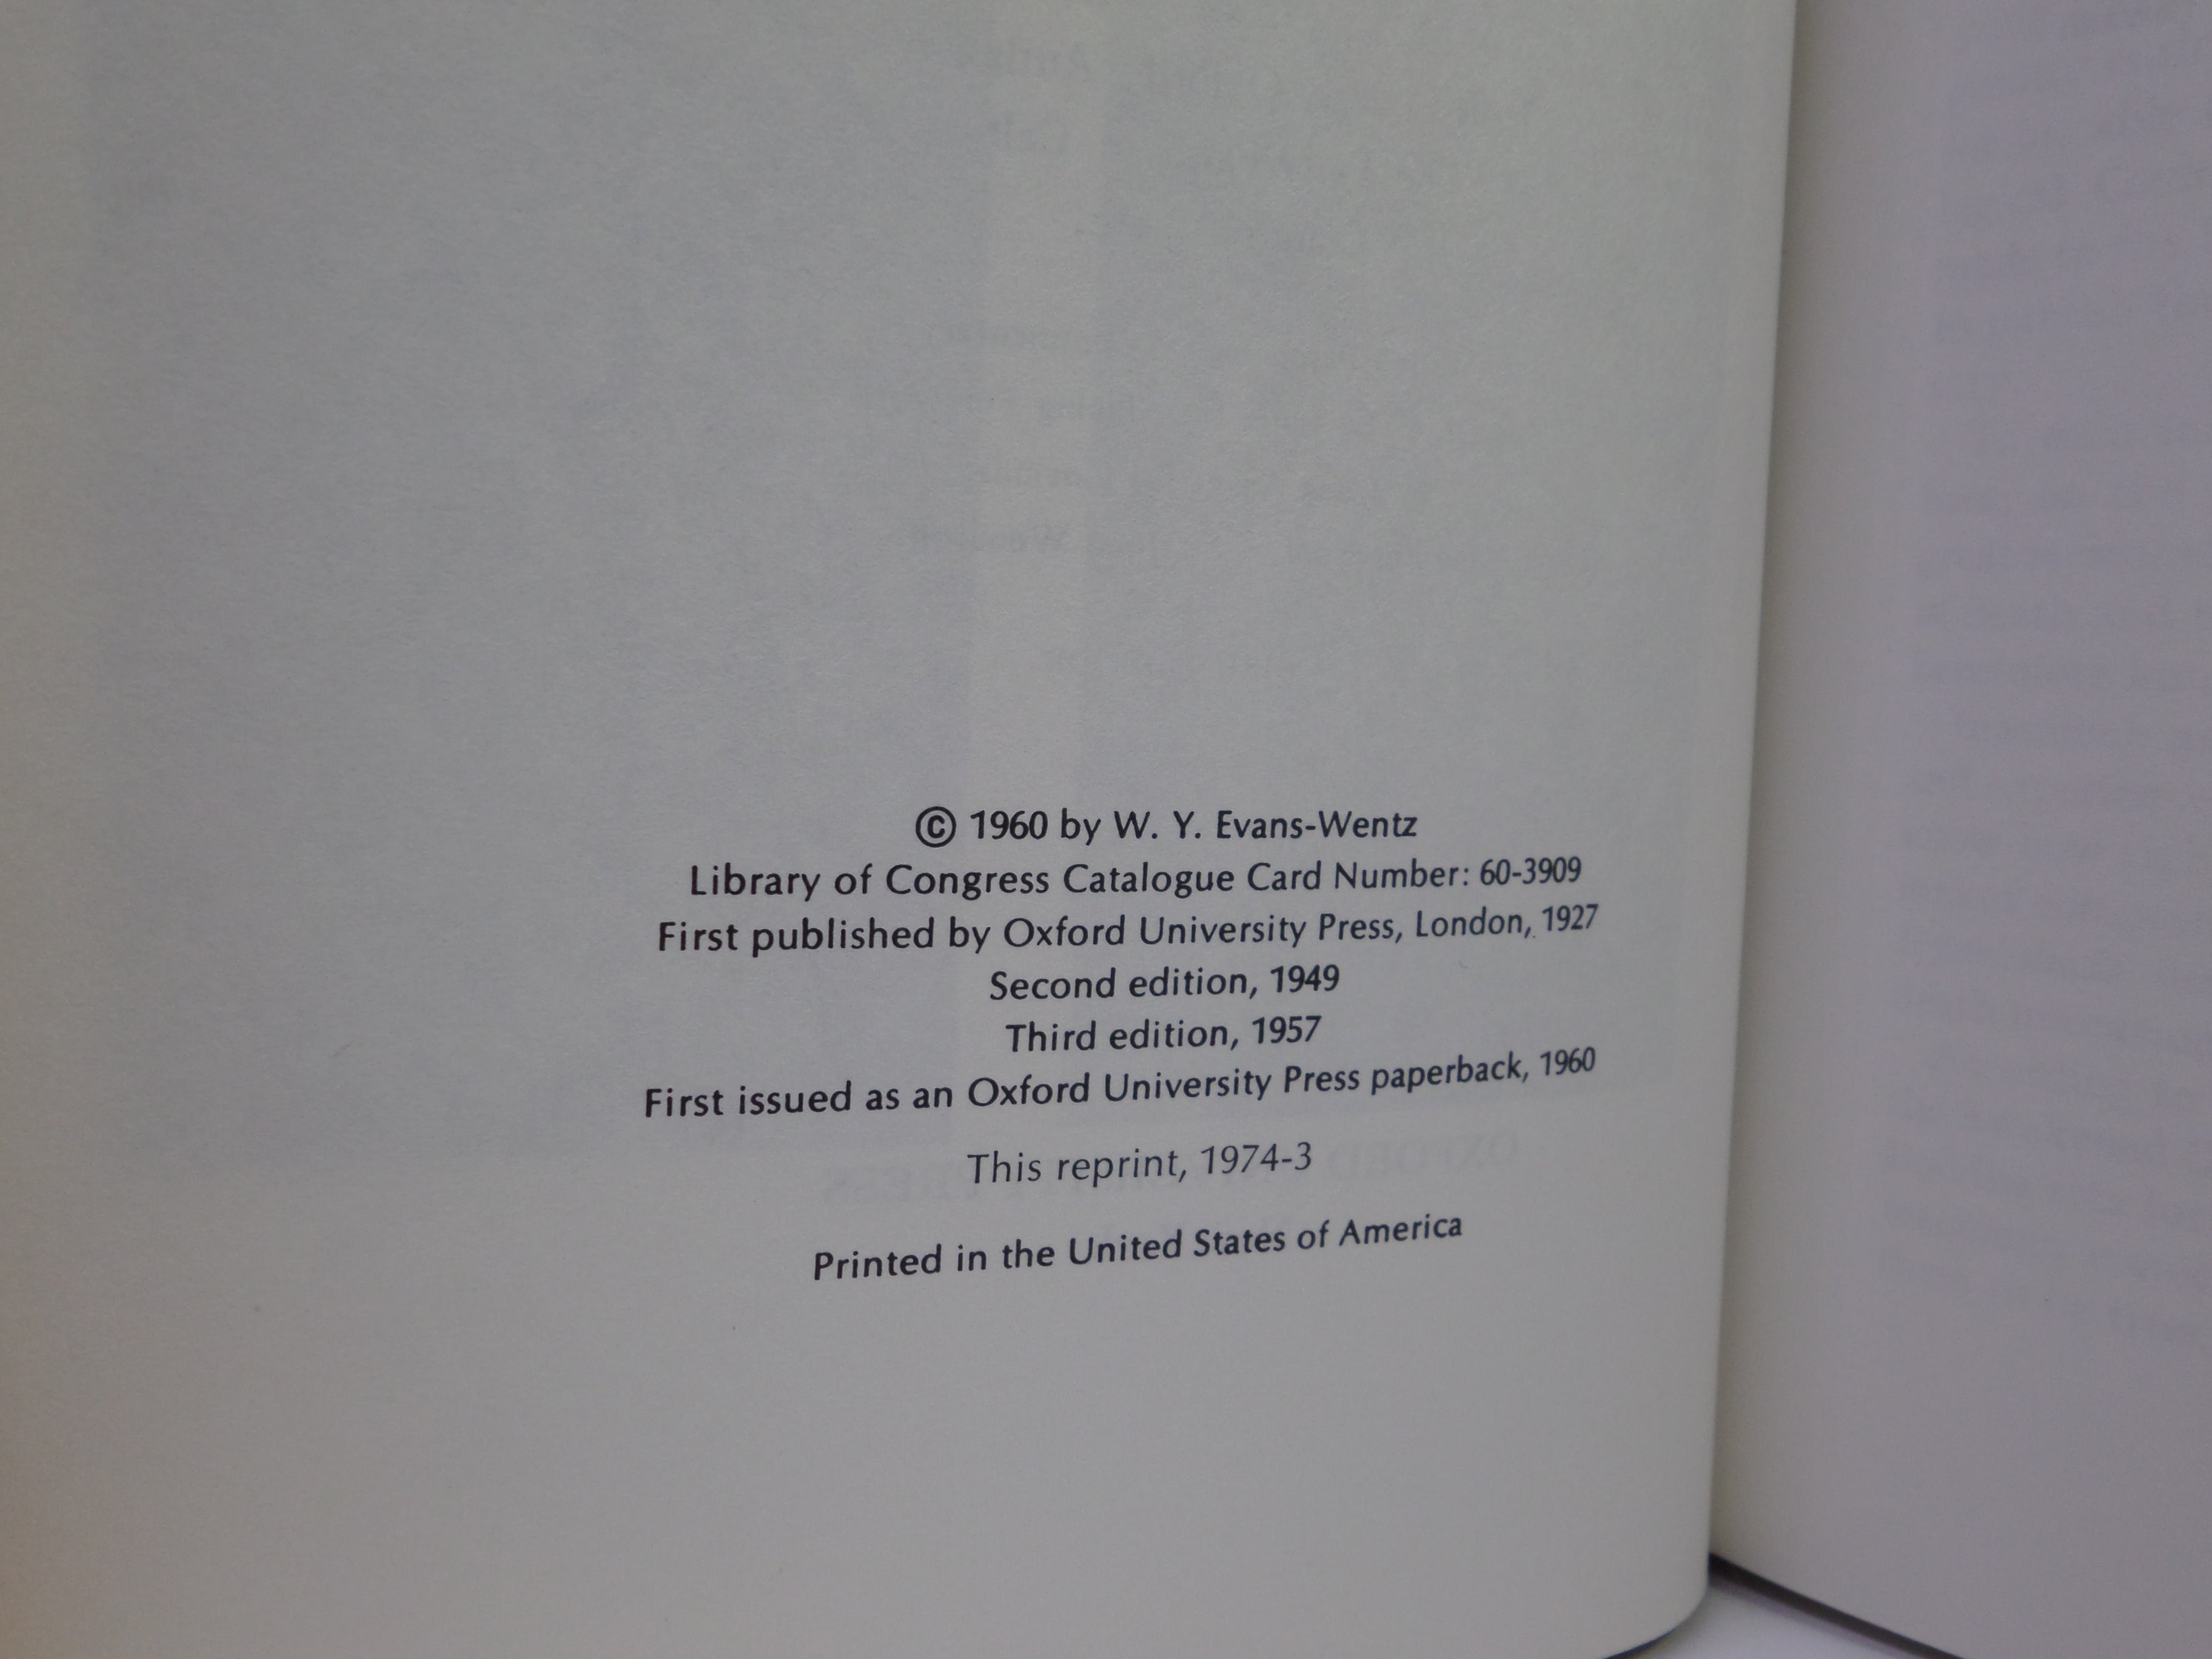 © 1960 by W. Y. Evans-Wentz
Library of Congress Catalogue Card Number: 60-3909
First published by Oxford University Press, London, 1927
Second edition, 1949
Third edition, 1957
First issued as an Oxford University Press paperback, 1960
This reprint, 1974-3
Printed in the United States of America